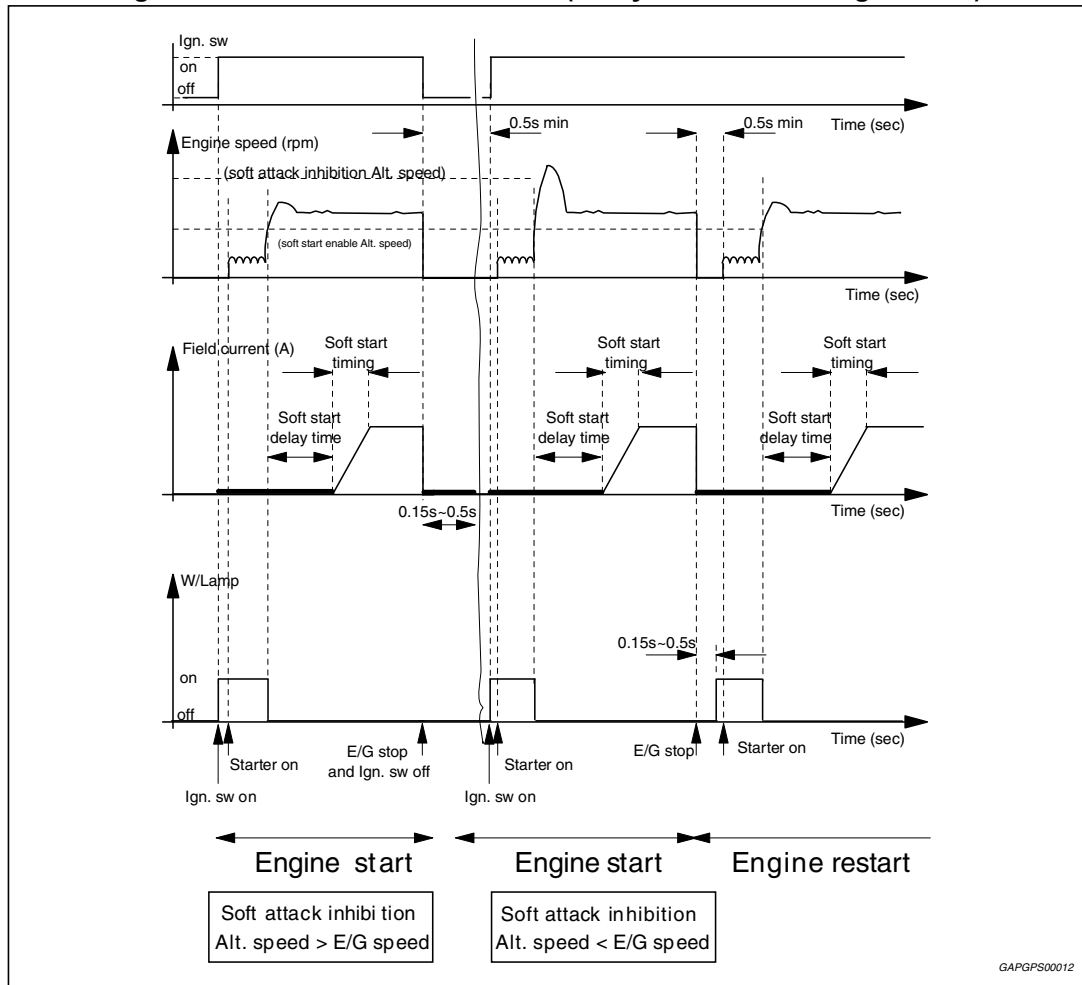 Ign. sw
on
off
Time (sec)
0.5s min
0.5s min
Engine speed (rpm)
(soft attack inhibition Alt. speed)
(soft start enable Alt. speed)
Time (sec)
Field current (A)
Soft start
timing
Soft start
timing
Soft start
timing
Soft start
delay time
Soft start
delay time
Soft start
delay time
Time (sec)
0.15s~0.5s
W/Lamp
0.15s~0.5s
on
off
Time (sec)
Starter on
E/G stop
and Ign. sw off
Starter on
E/G stop
Starter on
Ign. sw on
Ign. sw on
Engine start
Engine start
Engine restart
Soft attack inhibition
Alt. speed > E/G speed
Soft attack inhibition
Alt. speed < E/G speed
GAPGPS00012